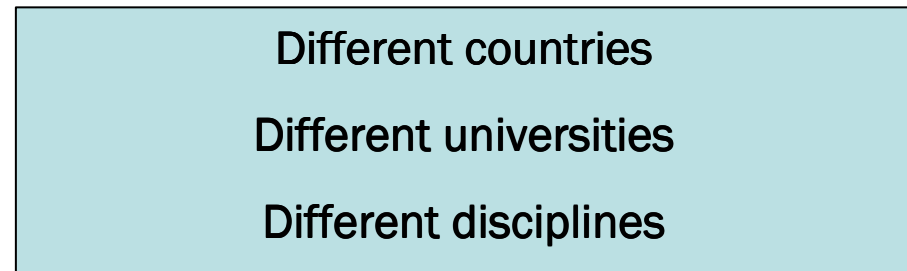 Different countries
Different universities
Different disciplines